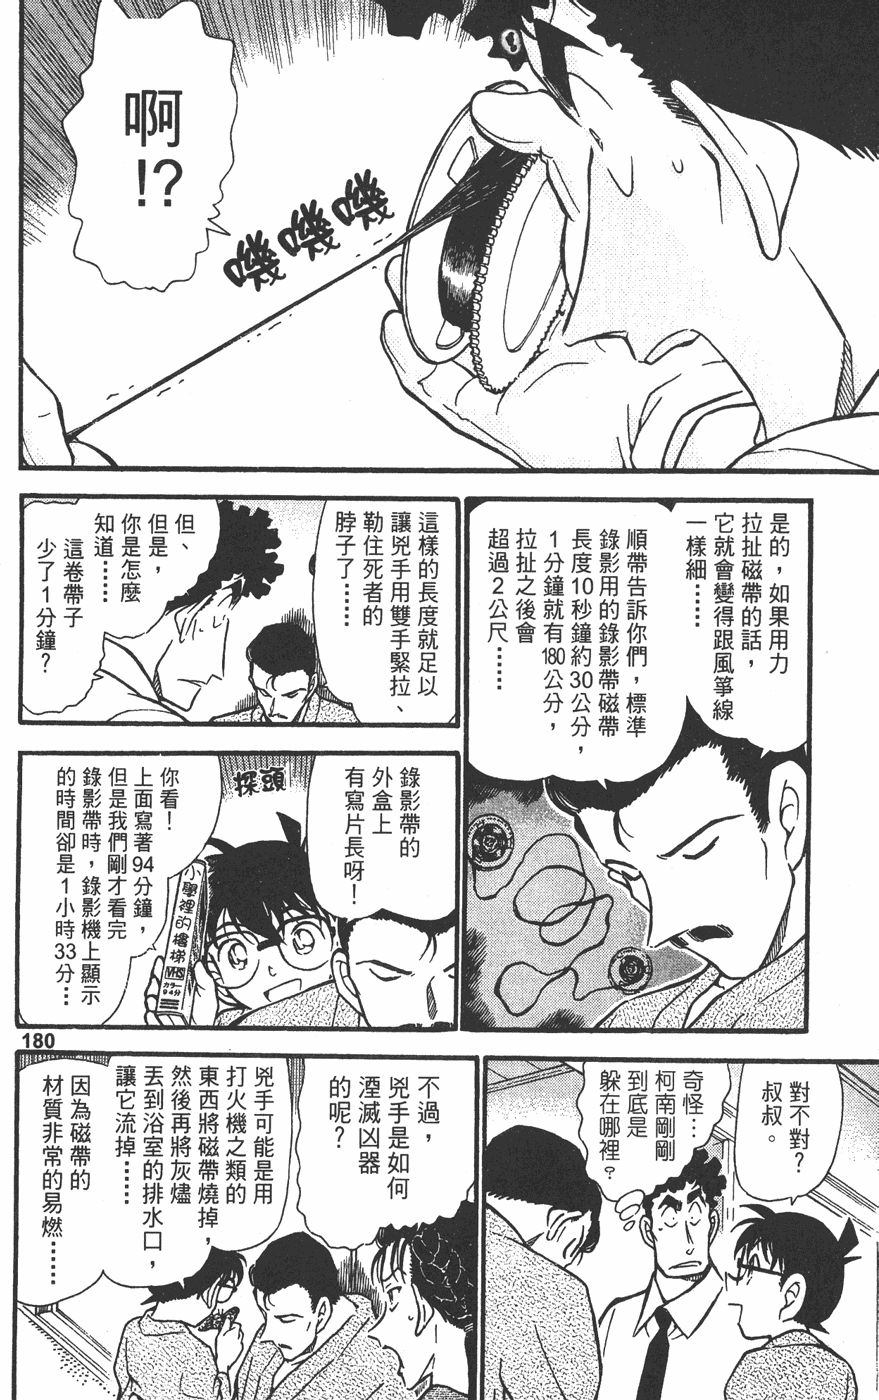 啊
!?
嘰嘰嘰
是的，如果用力
拉扯磁帶的話，
它就會變得跟風箏線
一樣細……
順帶告訴你們，標準
錄影用的錄影帶磁帶
長度10秒鐘約30公分，
1分鐘就有180公分，
拉扯之後會
超過2公尺……
這樣的長度就足以
讓兇手用雙手緊拉、
勒住死者的
脖子了……
但、
但是，
你是怎麼
知道……
這卷帶子
少了1分鐘？
錄影帶的
外盒上
有寫片長呀！
探頭
你看！
上面寫著94分鐘，
但是我們剛才看完
錄影帶時，錄影機上顯示
的時間卻是1小時33分…
小學裡的樓梯
VHS
カラー
94分
180
對不對？
叔叔。
奇怪…
柯南剛剛
到底是
躲在哪裡？
不過，
兇手是如何
湮滅凶器
的呢？
兇手可能是用
打火機之類的
東西將磁帶燒掉，
然後再將灰燼
丟到浴室的排水口，
讓它流掉……
因為磁帶的
材質非常的易燃……